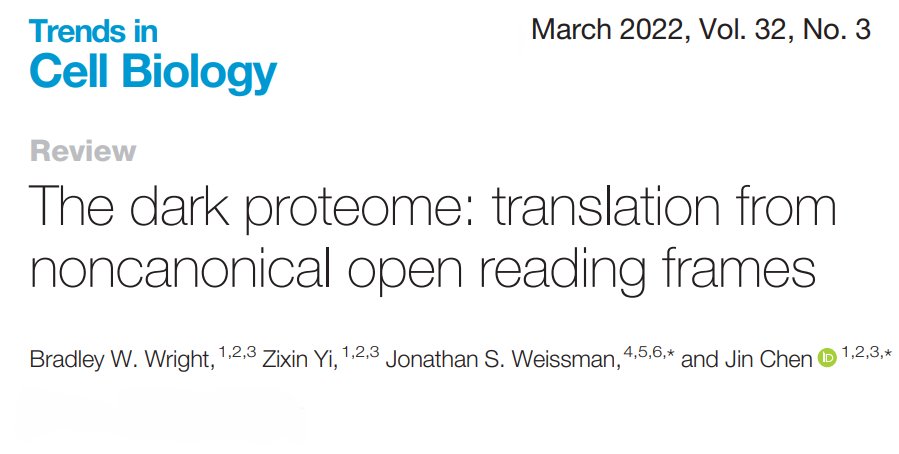 Trends in
Cell Biology
March 2022, Vol. 32, No. 3
Review
The dark proteome: translation from
noncanonical open reading frames
Bradley W. Wright,1,2,3 Zixin Yi,1,2,3 Jonathan S. Weissman,4,5,6,* and Jin Chen iD 1,2,3,*